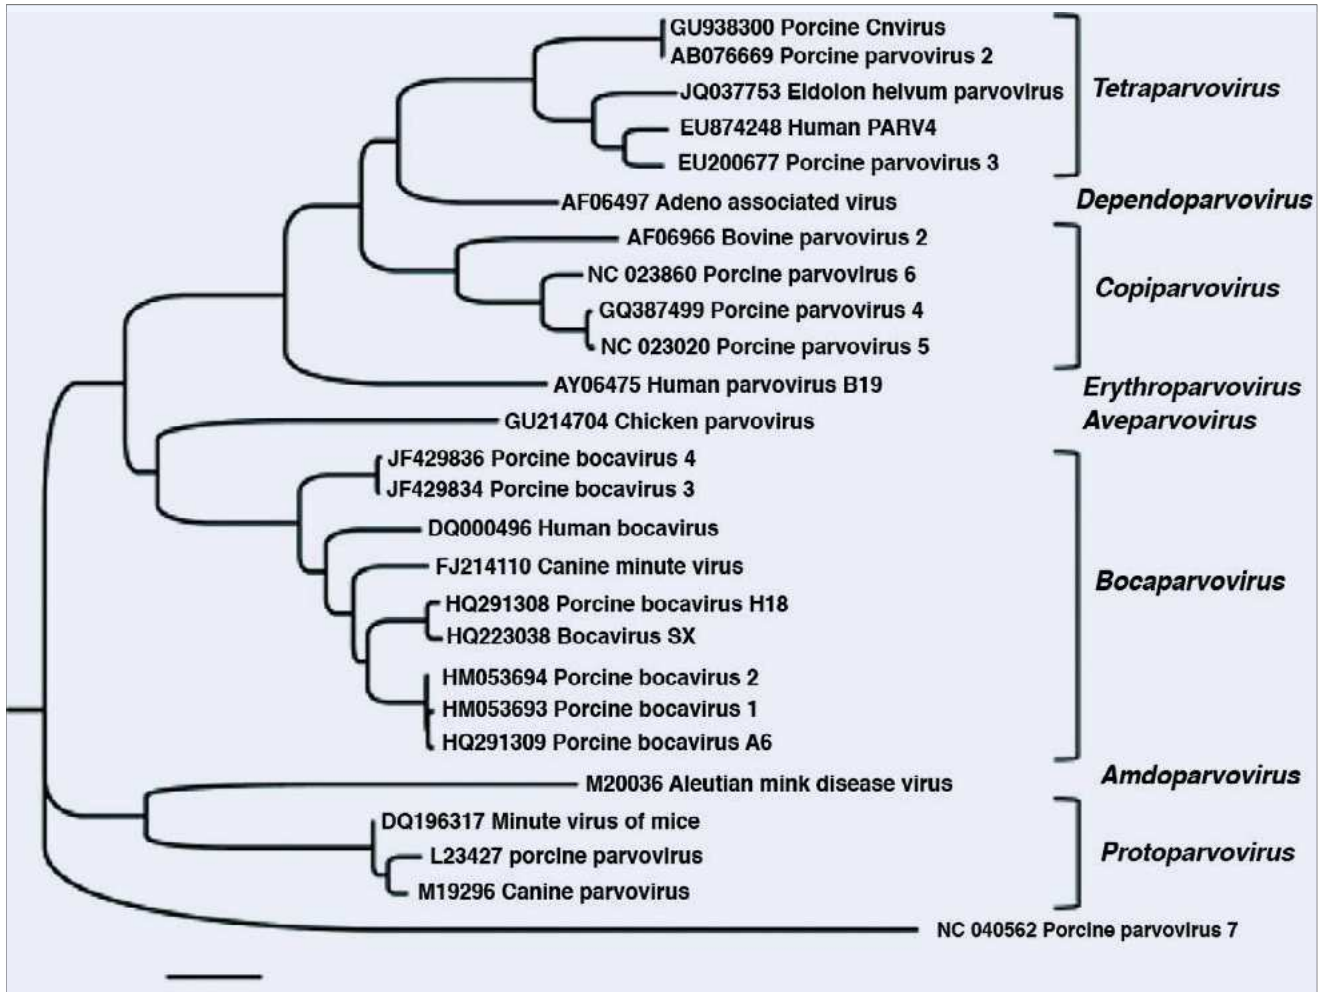 GU938300 Porcine Cnvirus
AB076669 Porcine parvovirus 2
JQ037753 Eidolon helvum parvovirus
Tetraparvovirus
EU874248 Human PARV4
EU200677 Porcine parvovirus 3
AF06497 Adeno associated virus
Dependoparvovirus
AF06966 Bovine parvovirus 2
NC 023860 Porcine parvovirus 6
Copiparvovirus
GQ387499 Porcine parvovirus 4
NC 023020 Porcine parvovirus 5
AY06475 Human parvovirus B19
Erythroparvovirus
GU214704 Chicken parvovirus
Aveparvovirus
JF429836 Porcine bocavirus 4
JF429834 Porcine bocavirus 3
DQ000496 Human bocavirus
FJ214110 Canine minute virus
Bocaparvovirus
HQ291308 Porcine bocavirus H18
HQ223038 Bocavirus SX
HM053694 Porcine bocavirus 2
HM053693 Porcine bocavirus 1
HQ291309 Porcine bocavirus A6
M20036 Aleutian mink disease virus
Amdoparvovirus
DQ196317 Minute virus of mice
L23427 porcine parvovirus
Protoparvovirus
M19296 Canine parvovirus
NC 040562 Porcine parvovirus 7